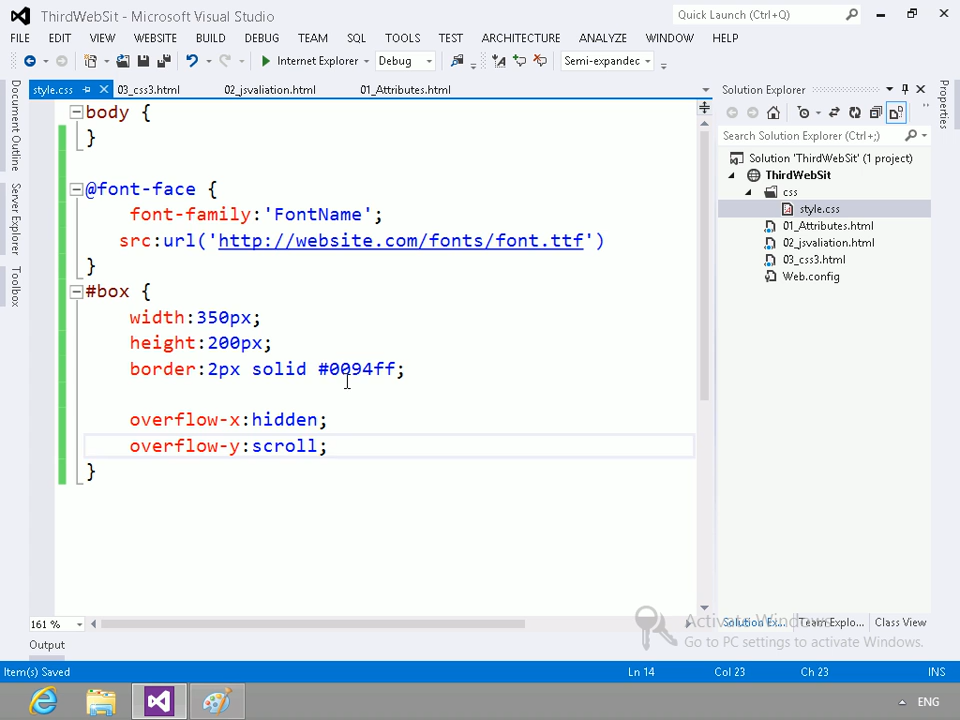 ThirdWebSit - Microsoft Visual Studio
Quick Launch (Ctrl+Q)
FILE EDIT VIEW WEBSITE BUILD DEBUG TEAM SQL TOOLS TEST ARCHITECTURE ANALYZE WINDOW HELP
Internet Explorer Debug Semi-expandec
style.css 03_css3.html 02_jsvaliation.html 01_Attributes.html
Document Outline
Server Explorer
Toolbox
body {
}
@font-face {
font-family:'FontName';
src:url('http://website.com/fonts/font.ttf')
}
#box {
width:350px;
height:200px;
border:2px solid #0094ff;
overflow-x:hidden;
overflow-y:scroll;
}
161 %
Output
Solution Explorer
Search Solution Explorer (Ctrl+;)
Solution 'ThirdWebSit' (1 project)
ThirdWebSit
css
style.css
01_Attributes.html
02_jsvaliation.html
03_css3.html
Web.config
Properties
Activate Windows
Solution Ex... Team Explo... Class View
Go to PC settings to activate Windows.
Item(s) Saved Ln 14 Col 23 Ch 23 INS
ENG